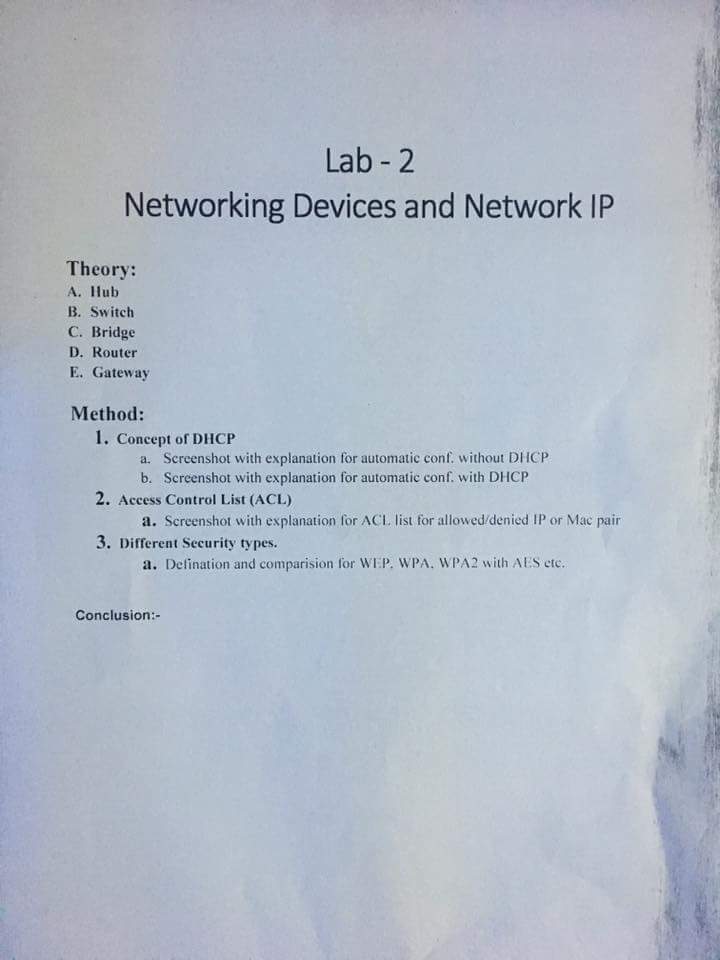 Lab - 2
Networking Devices and Network IP
Theory:
A. Hub
B. Switch
C. Bridge
D. Router
E. Gateway
Method:
1. Concept of DHCP
a. Screenshot with explanation for automatic conf. without DHCP
b. Screenshot with explanation for automatic conf. with DHCP
2. Access Control List (ACL)
a. Screenshot with explanation for ACL list for allowed/denied IP or Mac pair
3. Different Security types.
a. Defination and comparision for WEP, WPA, WPA2 with AES etc.
Conclusion:-